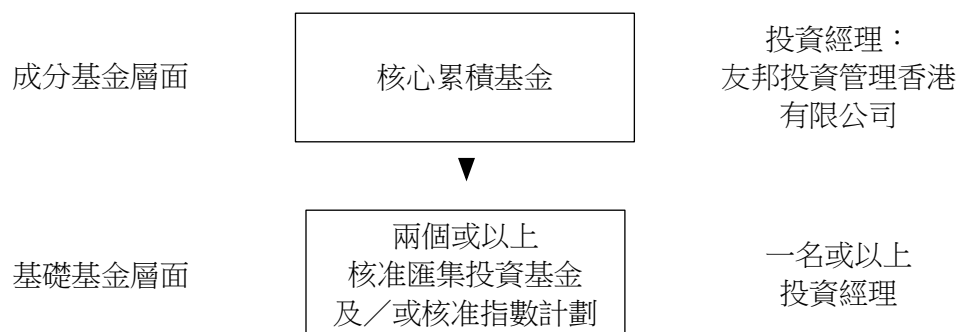 成分基金層面
核心累積基金
投資經理：
友邦投資管理香港
有限公司
基礎基金層面
兩個或以上
核准匯集投資基金
及／或核准指數計劃
一名或以上
投資經理